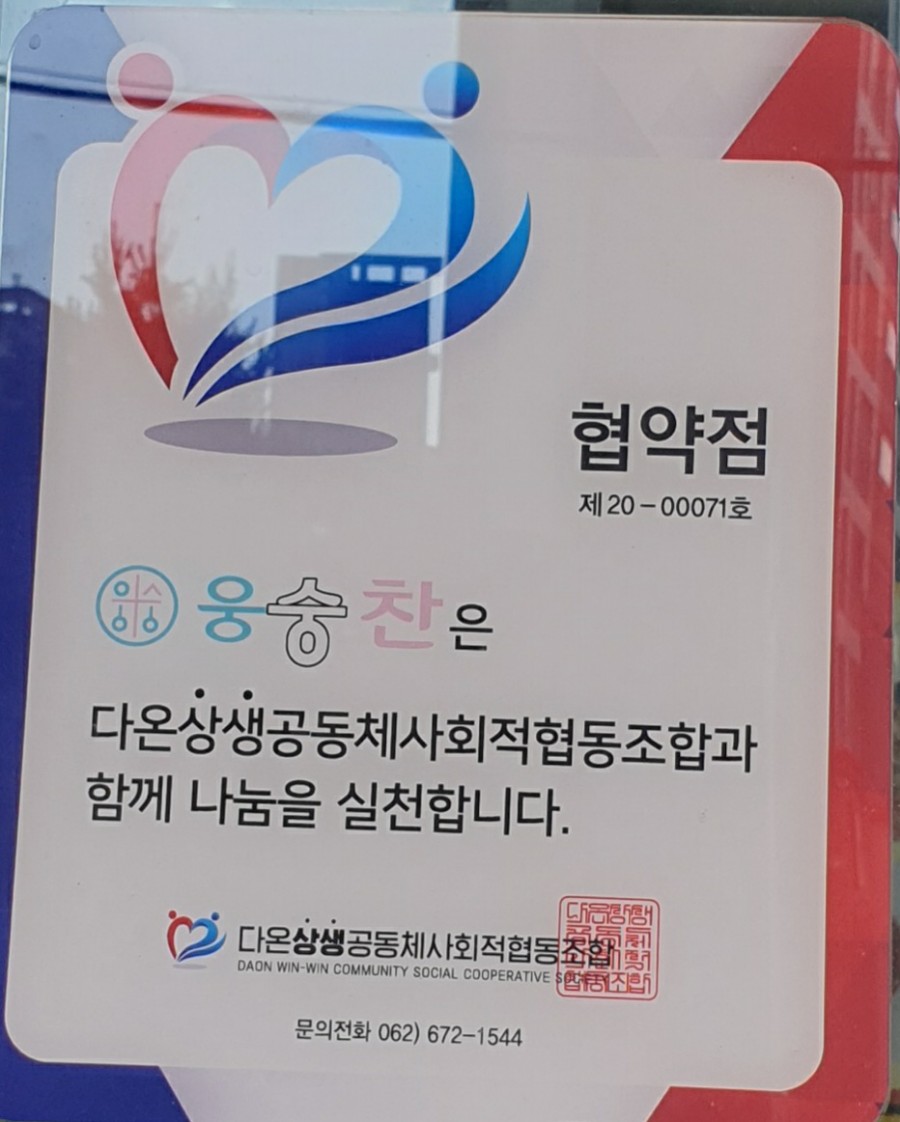 협약점
제20-00071호
웅숭찬은
다온상생공동체사회적협동조합과
함께 나눔을 실천합니다.
다온상생공동체사회적협동조합
DAON WIN-WIN COMMUNITY SOCIAL COOPERATIVE
문의전화 062) 672-1544